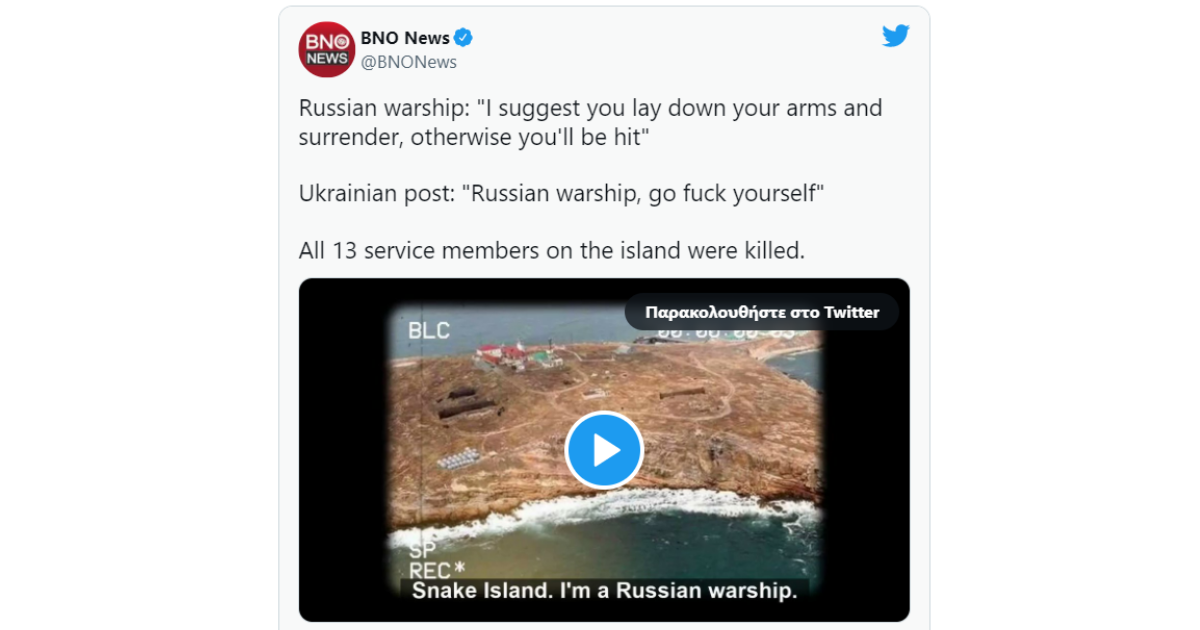 BNO
NEWS
BNO News
@BNONews
Russian warship: "I suggest you lay down your arms and
surrender, otherwise you'll be hit"
Ukrainian post: "Russian warship, go fuck yourself"
All 13 service members on the island were killed.
Παρακολουθήστε στο Twitter
BLC
SP
REC*
Snake Island. I'm a Russian warship.